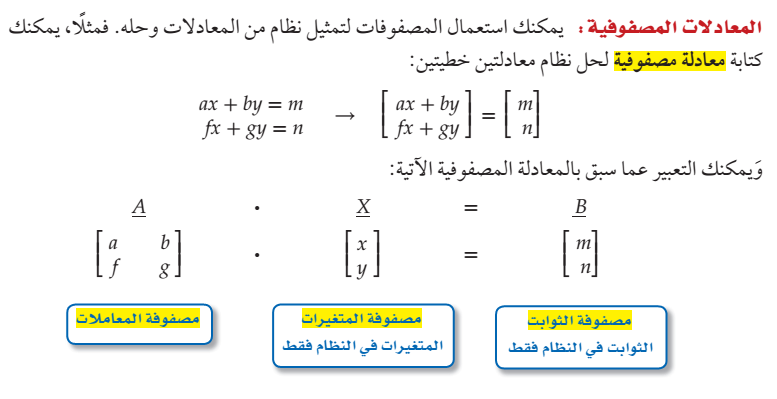 المعادلات المصفوفية : يمكنك استعمال المصفوفات لتمثيل نظام من المعادلات وحله. فمثلًا، يمكنك
كتابة معادلة مصفوفية لحل نظام معادلتين خطيتين:
ax + by = m → [ ax + by ] = [ m ]
fx + gy = n [ fx + gy ] [ n ]
وَيمكنك التعبير عما سبق بالمعادلة المصفوفية الآتية:
A · X = B
[ a b ] · [ x ] = [ m ]
[ f g ] [ y ] [ n ]
مصفوفة المعاملات مصفوفة المتغيرات مصفوفة الثوابت
المتغيرات في النظام فقط الثوابت في النظام فقط